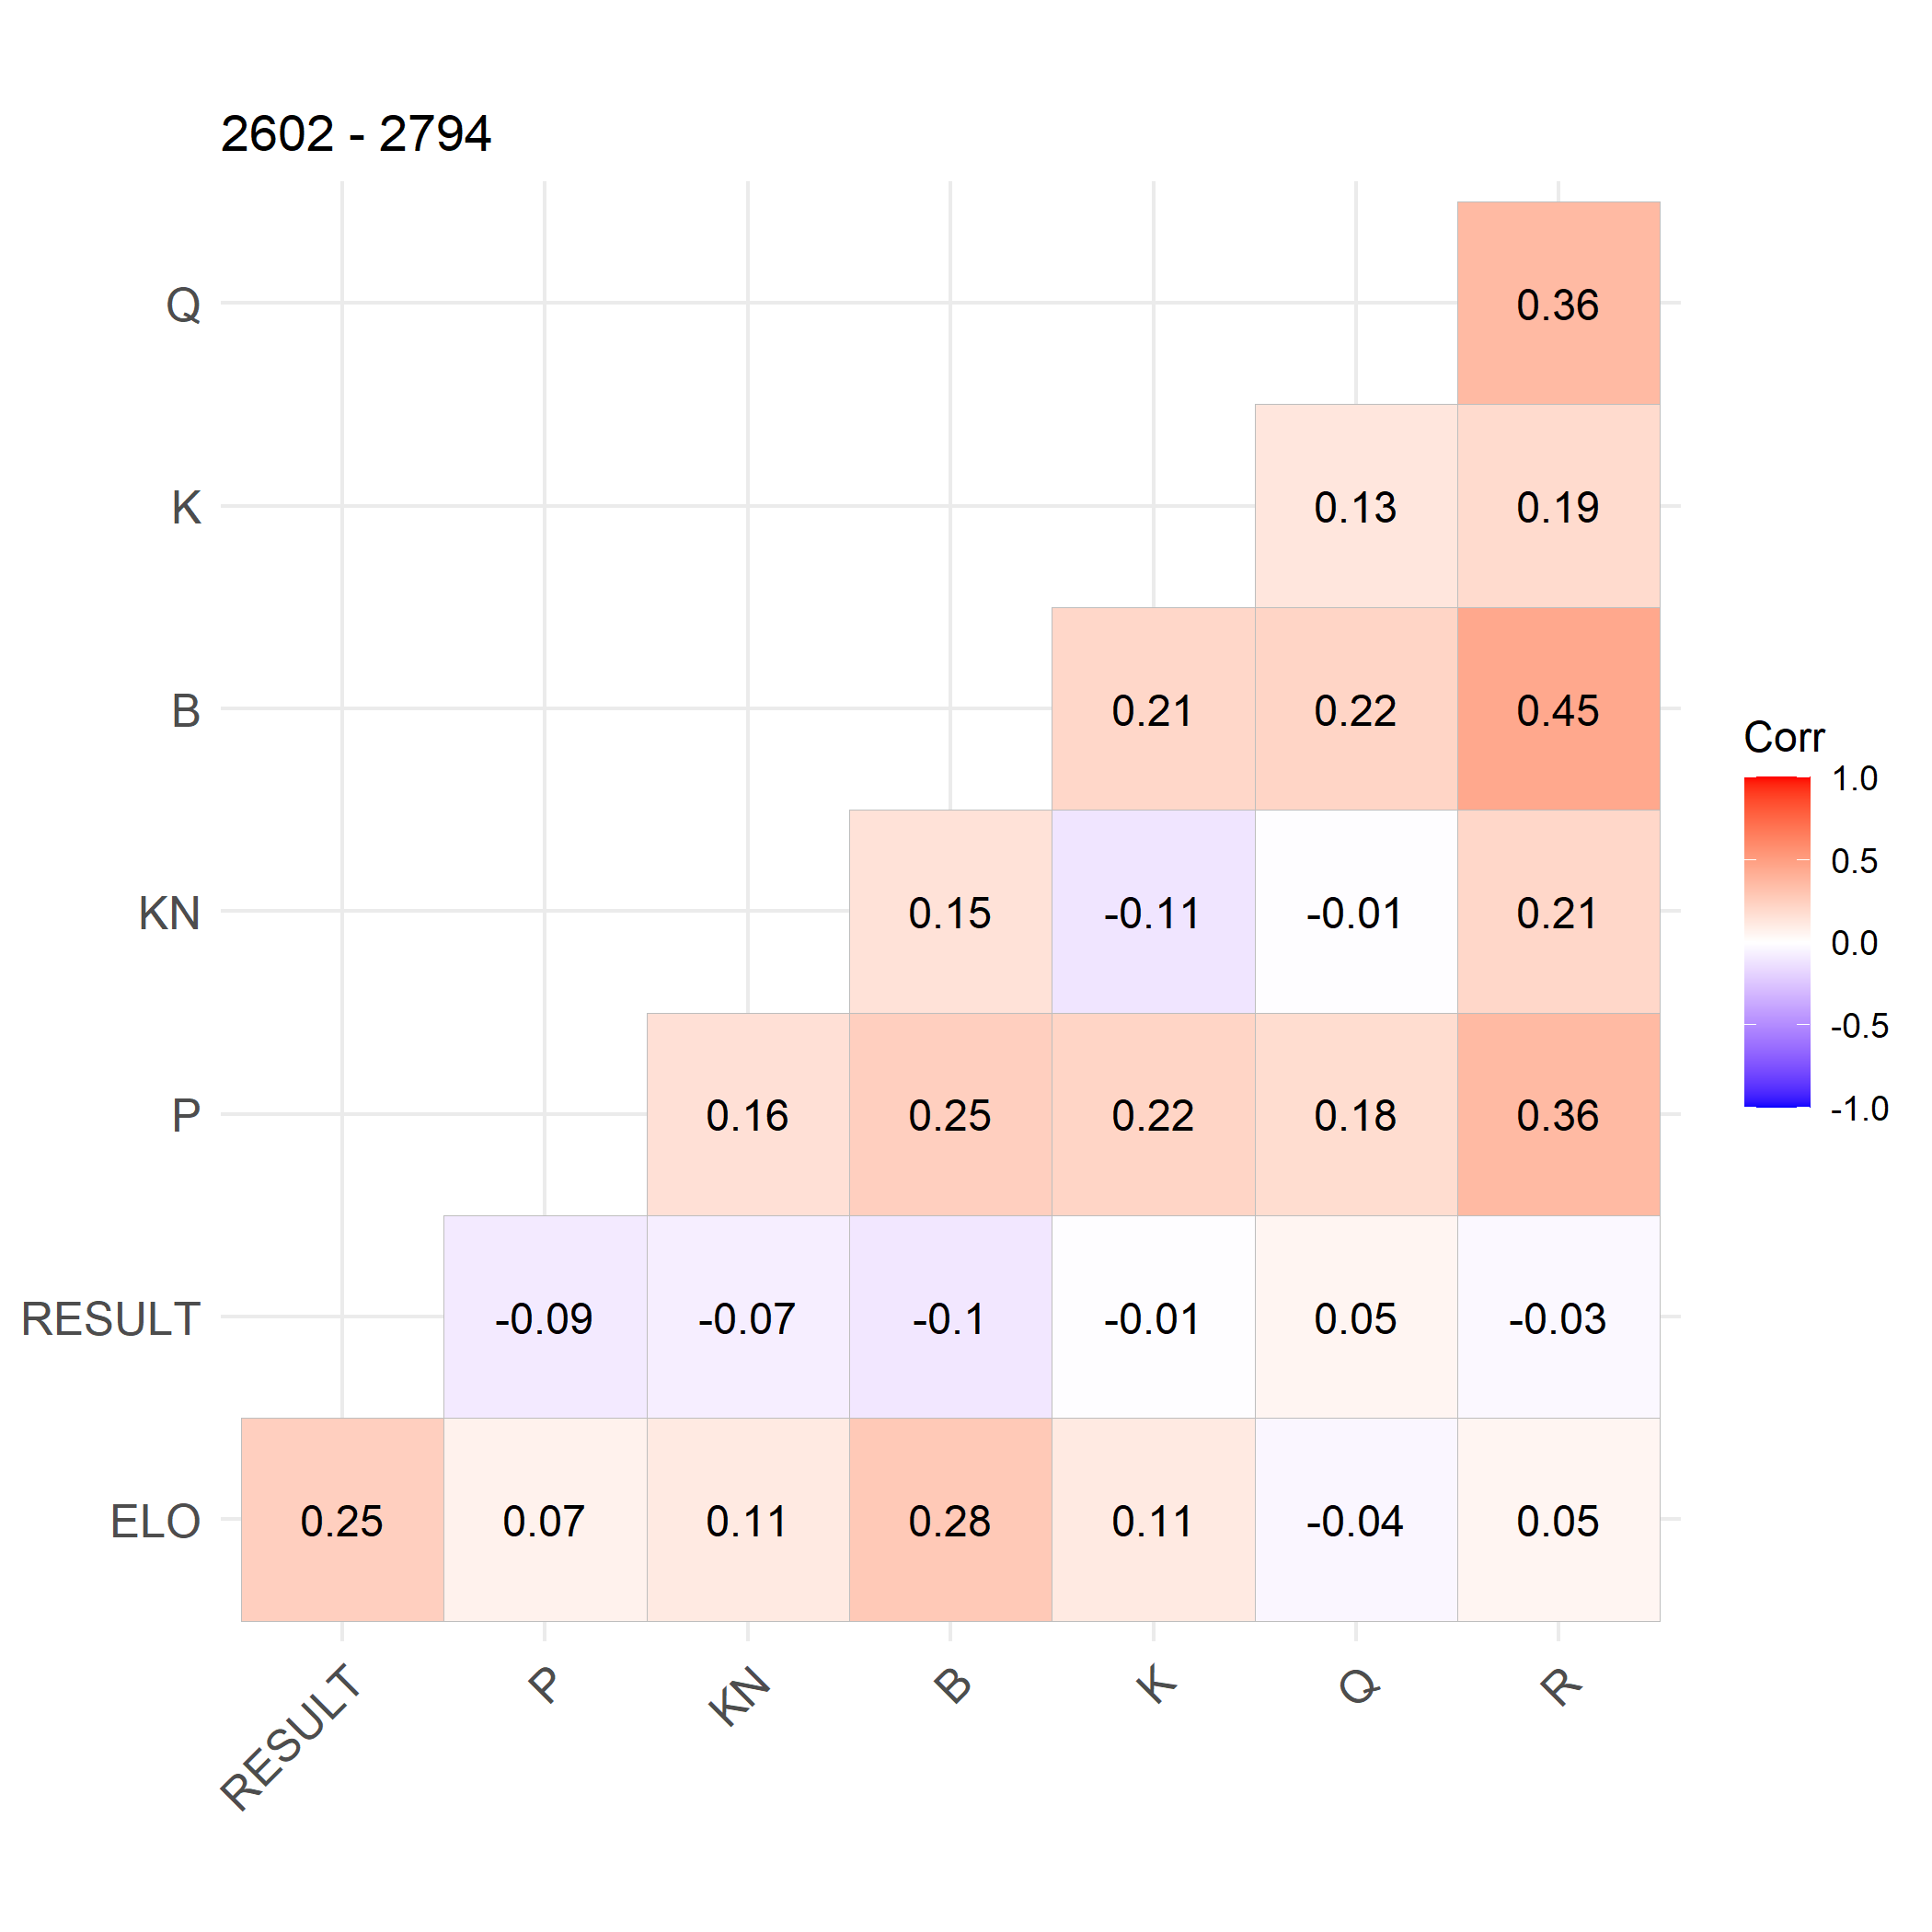 2602 - 2794
Q
0.36
K
0.13 0.19
B
0.21 0.22 0.45
KN
0.15 -0.11 -0.01 0.21
P
0.16 0.25 0.22 0.18 0.36
RESULT
-0.09 -0.07 -0.1 -0.01 0.05 -0.03
ELO
0.25 0.07 0.11 0.28 0.11 -0.04 0.05
RESULT
P
KN
B
K
Q
R
Corr
1.0
0.5
0.0
-0.5
-1.0